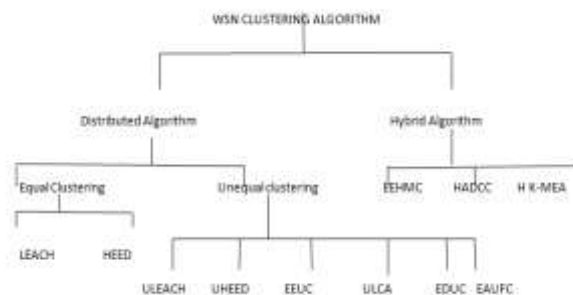 WSN CLUSTERING ALGORITHM
Distributed Algorithm Hybrid Algorithm
Equal Clustering Unequal clustering EEHMC HADCC H K-MEA
LEACH HEED
ULEACH UHEED EEUC ULCA EDUC EAUFC